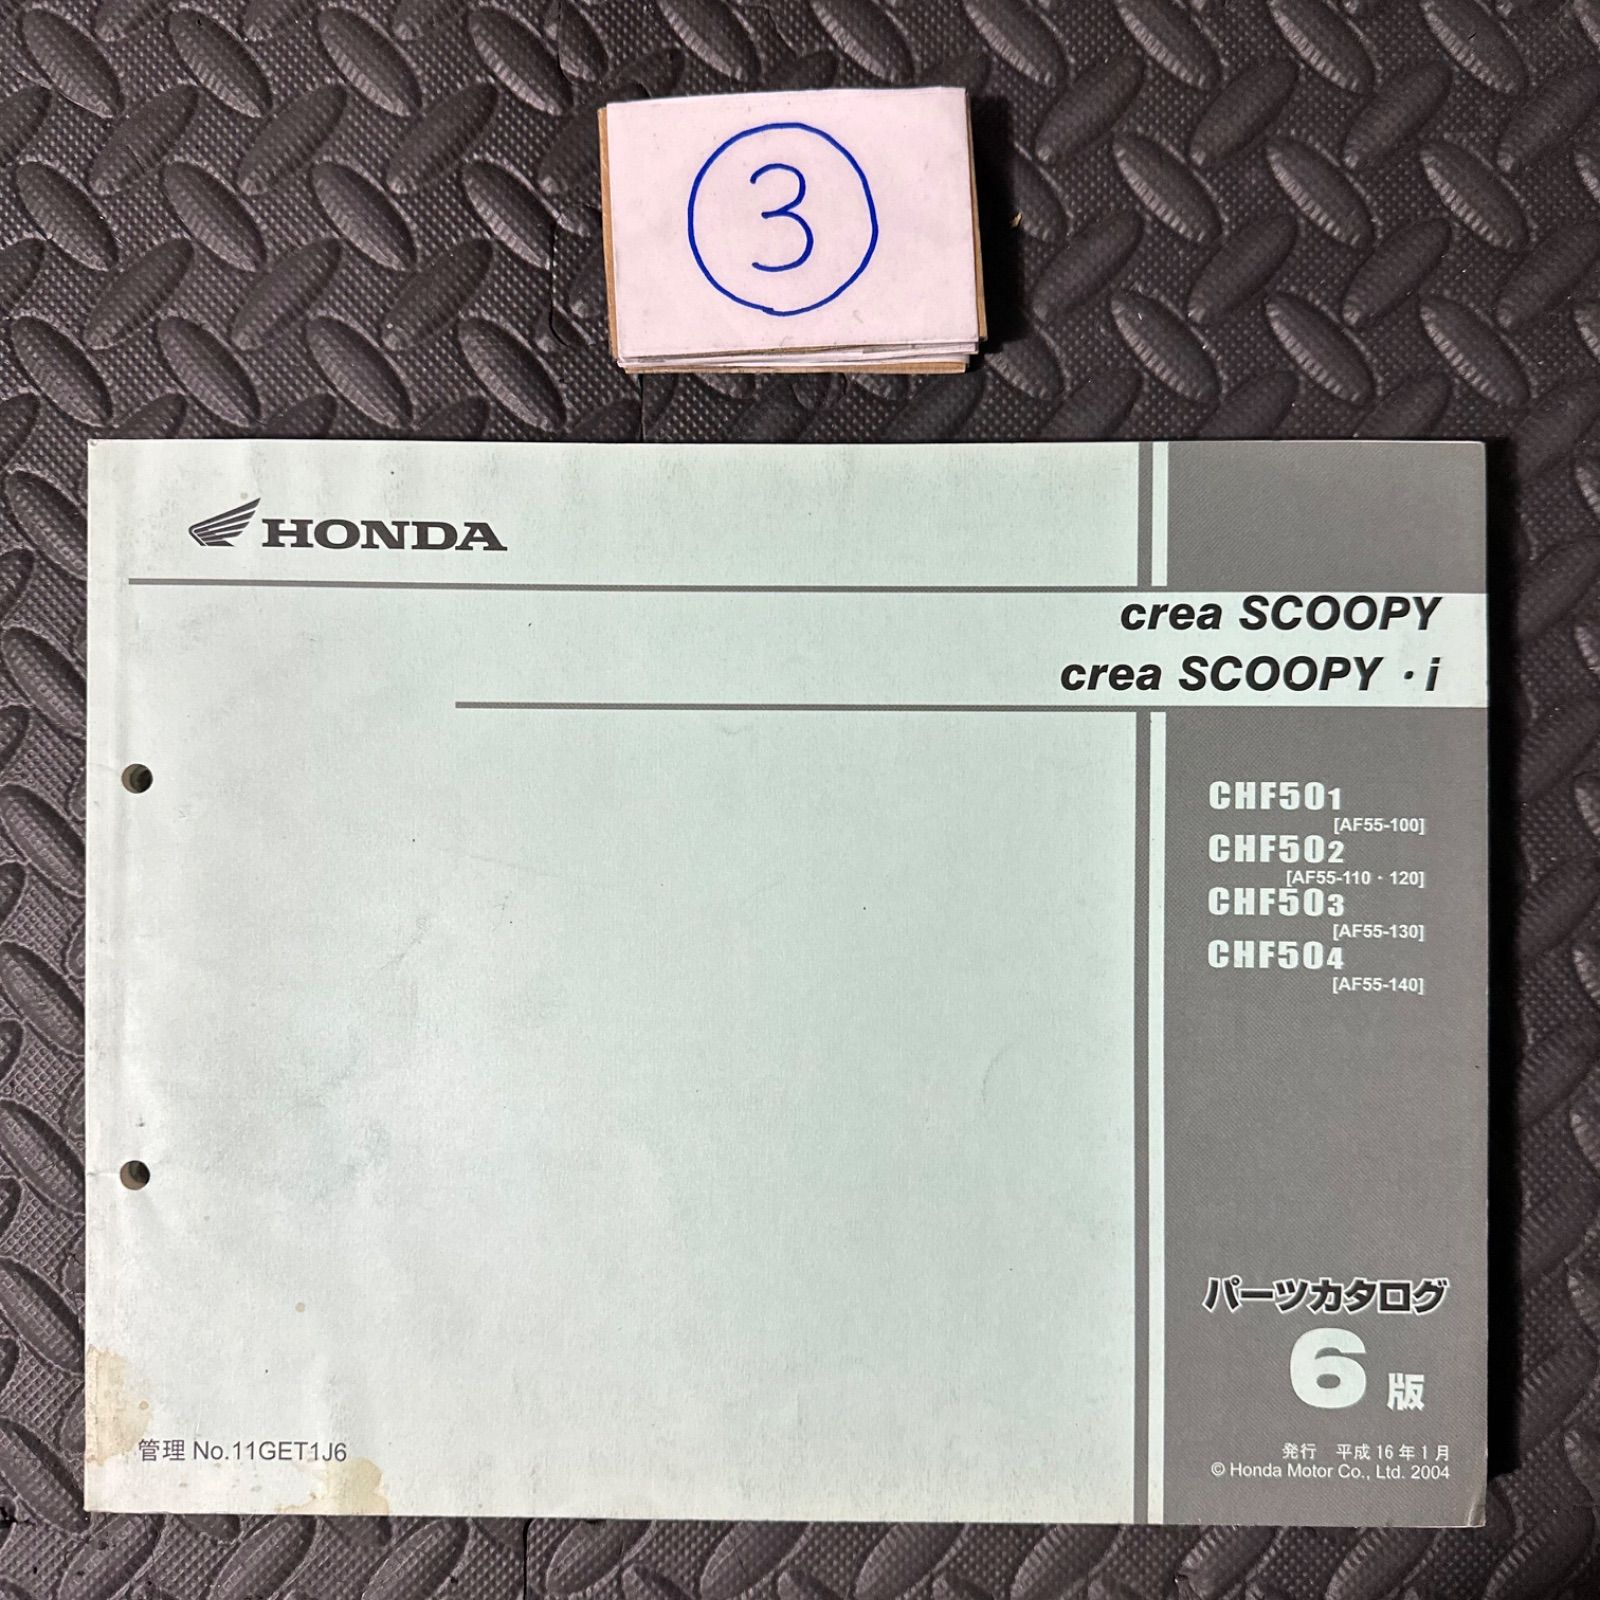 ③
HONDA
crea SCOOPY
crea SCOOPY・i
CHF501
[AF55-100]
CHF502
[AF55-110・120]
CHF503
[AF55-130]
CHF504
[AF55-140]
パーツカタログ
6版
管理 No.11GET1J6
発行 平成16年1月
© Honda Motor Co., Ltd. 2004